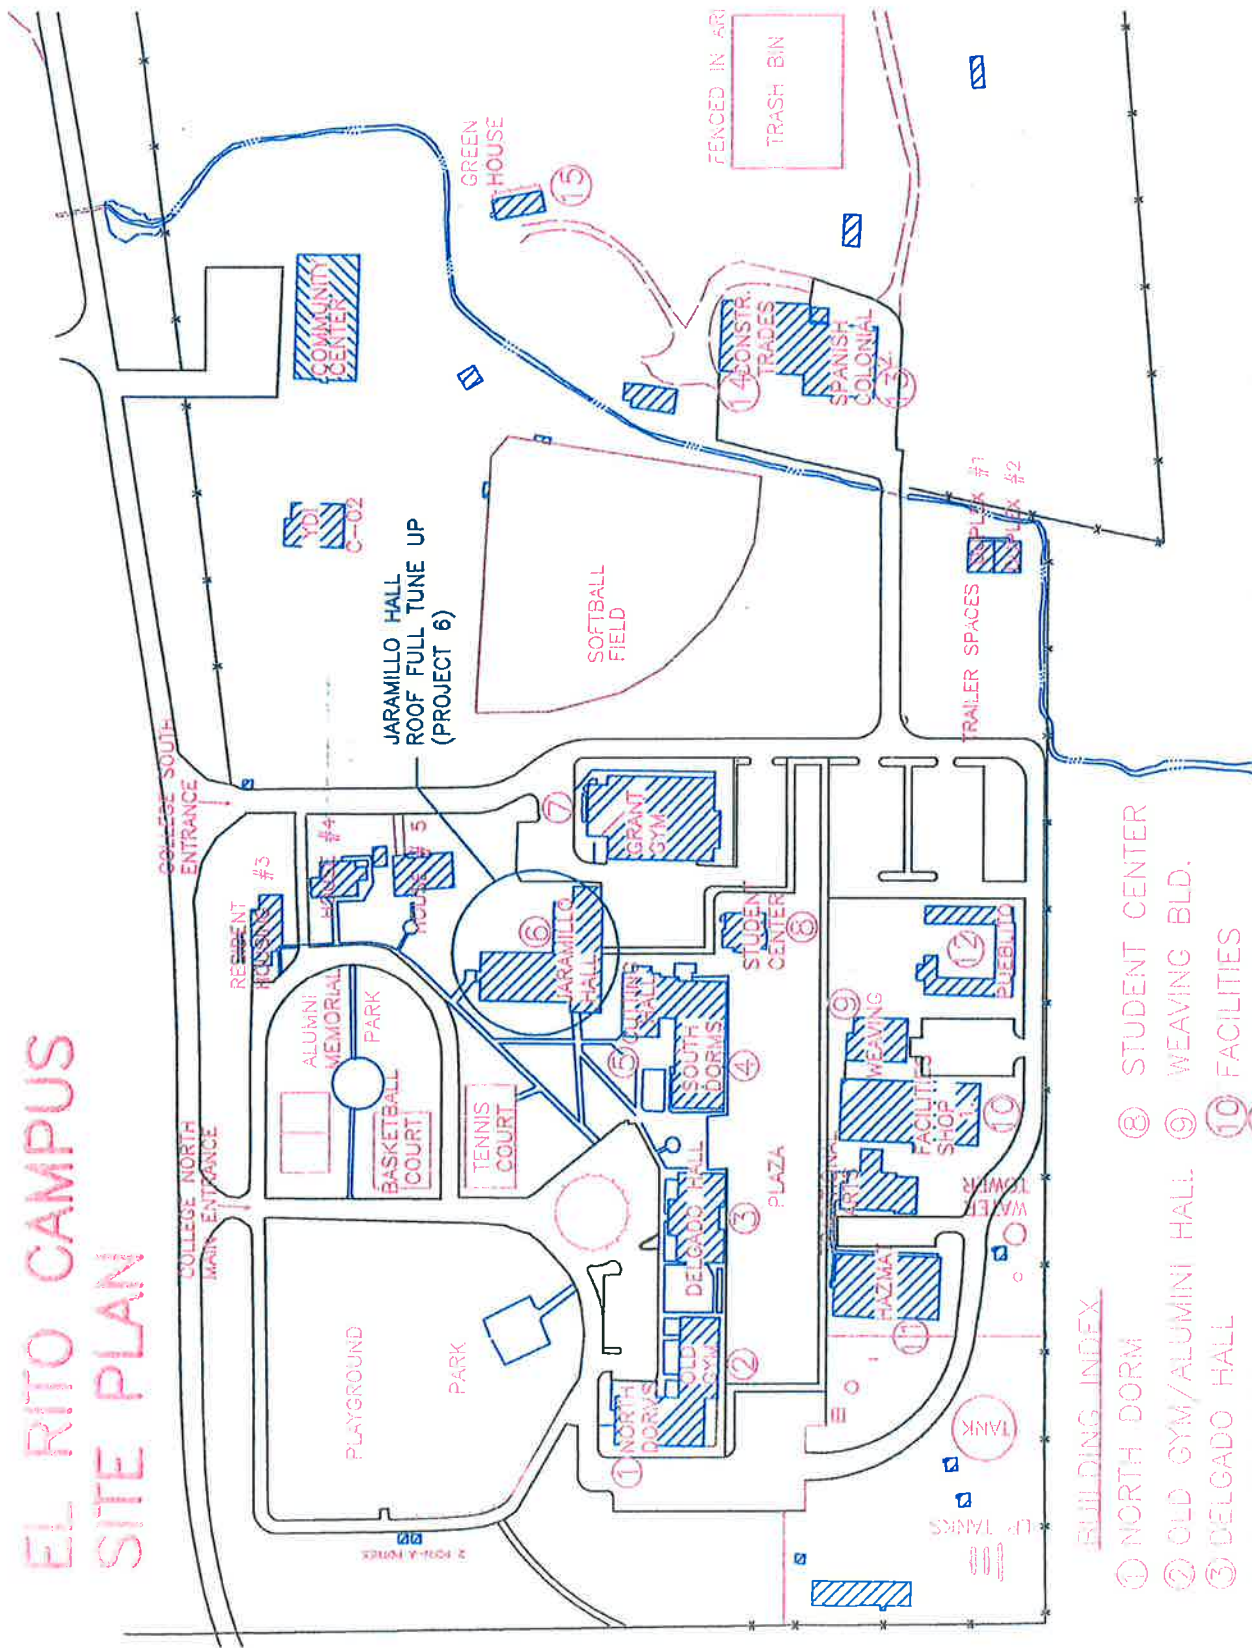 EL RITO CAMPUS
SITE PLAN
COLLEGE NORTH
MAIN ENTRANCE
COLLEGE SOUTH
ENTRANCE
RESIDENT
HOUSING
#3
HOUSE #4
HOUSE # 5
ALUMNI
MEMORIAL
PARK
BASKETBALL
COURT
TENNIS
COURT
PLAYGROUND
PARK
JARAMILLO HALL
ROOF FULL TUNE UP
(PROJECT 6)
YDI
C-02
COMMUNITY
CENTER
GREEN
HOUSE
15
FENCED IN
TRASH BIN
14
CONSTR.
TRADES
SPANISH
COLONIAL
13
SOFTBALL
FIELD
7
GRANT
GYM
6
JARAMILLO
HALL
5
HALL
SOUTH
DORMS
4
STUDENT
CENTER
8
DELGADO HALL
3
PLAZA
OLD
GYM
2
NORTH
DORMS
1
9
WEAVING
12
PUEBLITO
FACILITIES
SHOP
10
ARTS
WATER
TOWER
HAZMAT
11
TANK
LP TANKS
TRAILER SPACES
#1
#2
BUILDING INDEX
1 NORTH DORM
2 OLD GYM/ALUMINI HALL
3 DELGADO HALL
8 STUDENT CENTER
9 WEAVING BLD.
10 FACILITIES